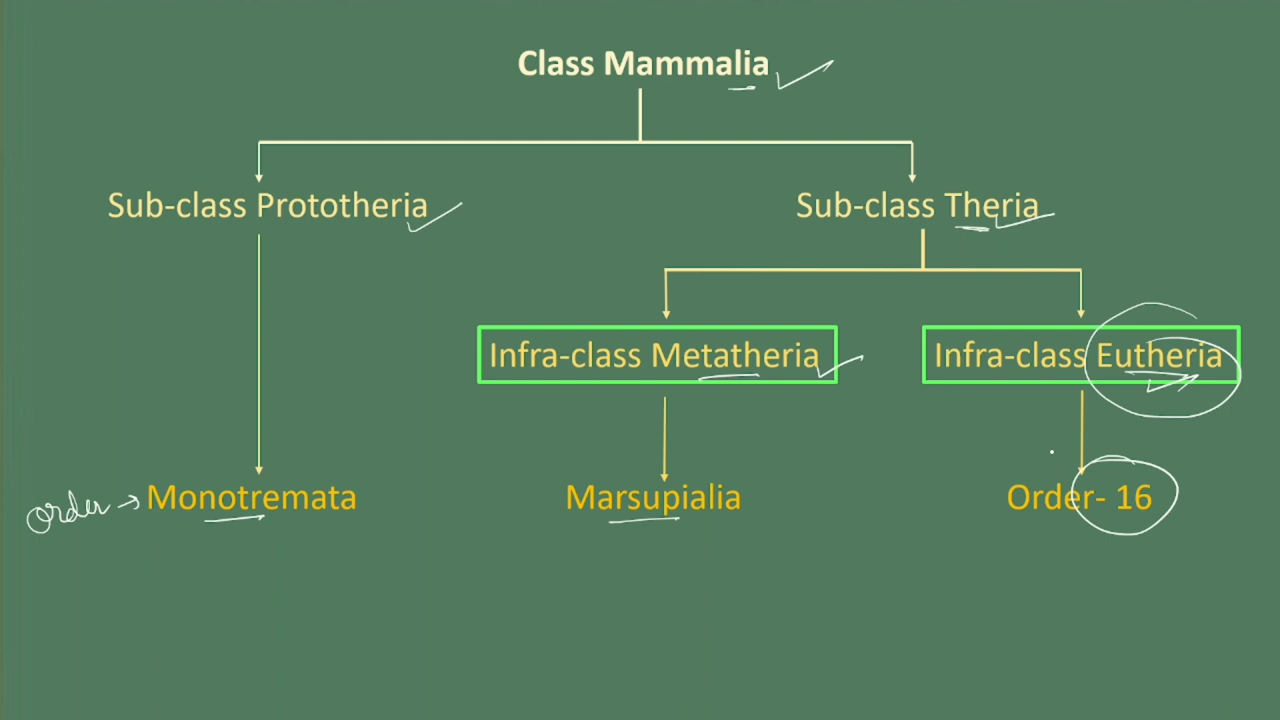 Class Mammalia
Sub-class Prototheria
Sub-class Theria
Infra-class Metatheria
Infra-class Eutheria
order → Monotremata
Marsupialia
Order- 16